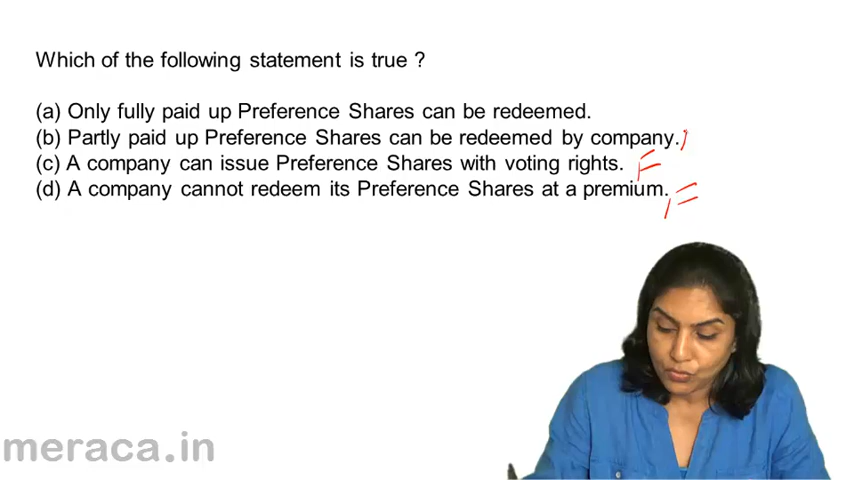 Which of the following statement is true ?
(a) Only fully paid up Preference Shares can be redeemed.
(b) Partly paid up Preference Shares can be redeemed by company.
(c) A company can issue Preference Shares with voting rights. F
(d) A company cannot redeem its Preference Shares at a premium. F
meraca.in